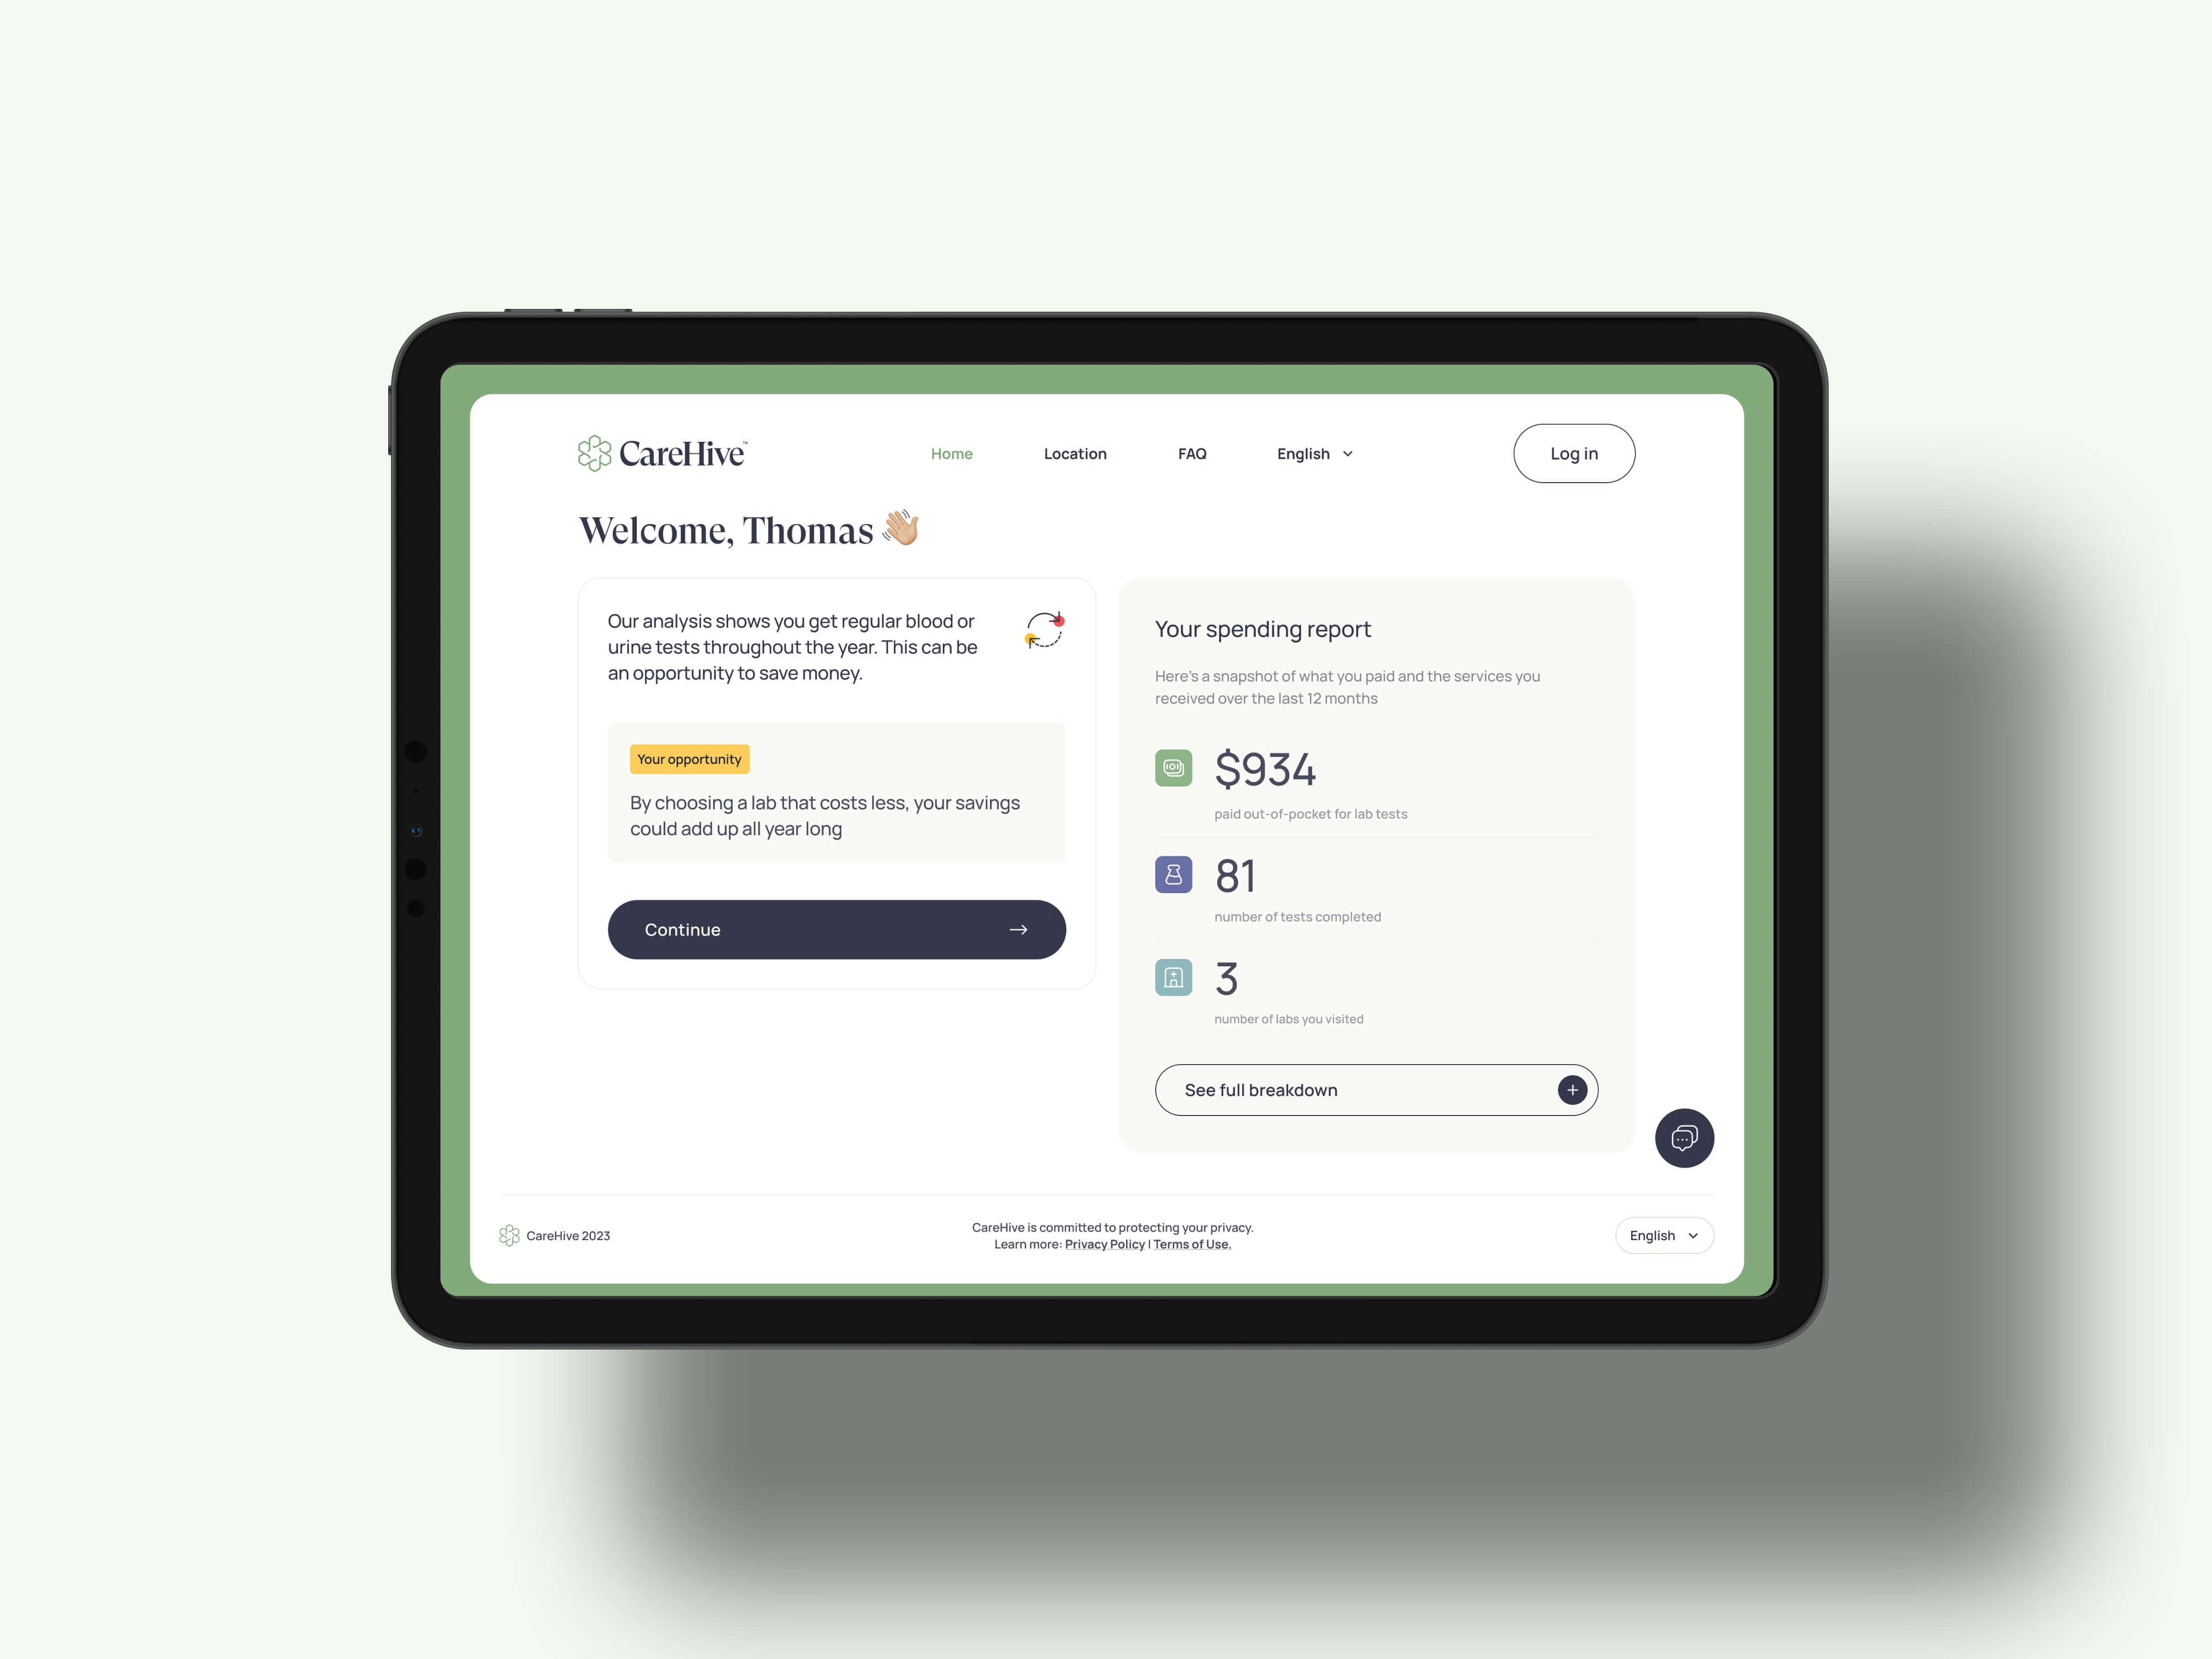 CareHive™
Home
Location
FAQ
English
Log in
Welcome, Thomas 👋🏼
Our analysis shows you get regular blood or
urine tests throughout the year. This can be
an opportunity to save money.
Your opportunity
By choosing a lab that costs less, your savings
could add up all year long
Continue
Your spending report
Here's a snapshot of what you paid and the services you
received over the last 12 months
$934
paid out-of-pocket for lab tests
81
number of tests completed
3
number of labs you visited
See full breakdown
CareHive 2023
CareHive is committed to protecting your privacy.
Learn more: Privacy Policy | Terms of Use.
English